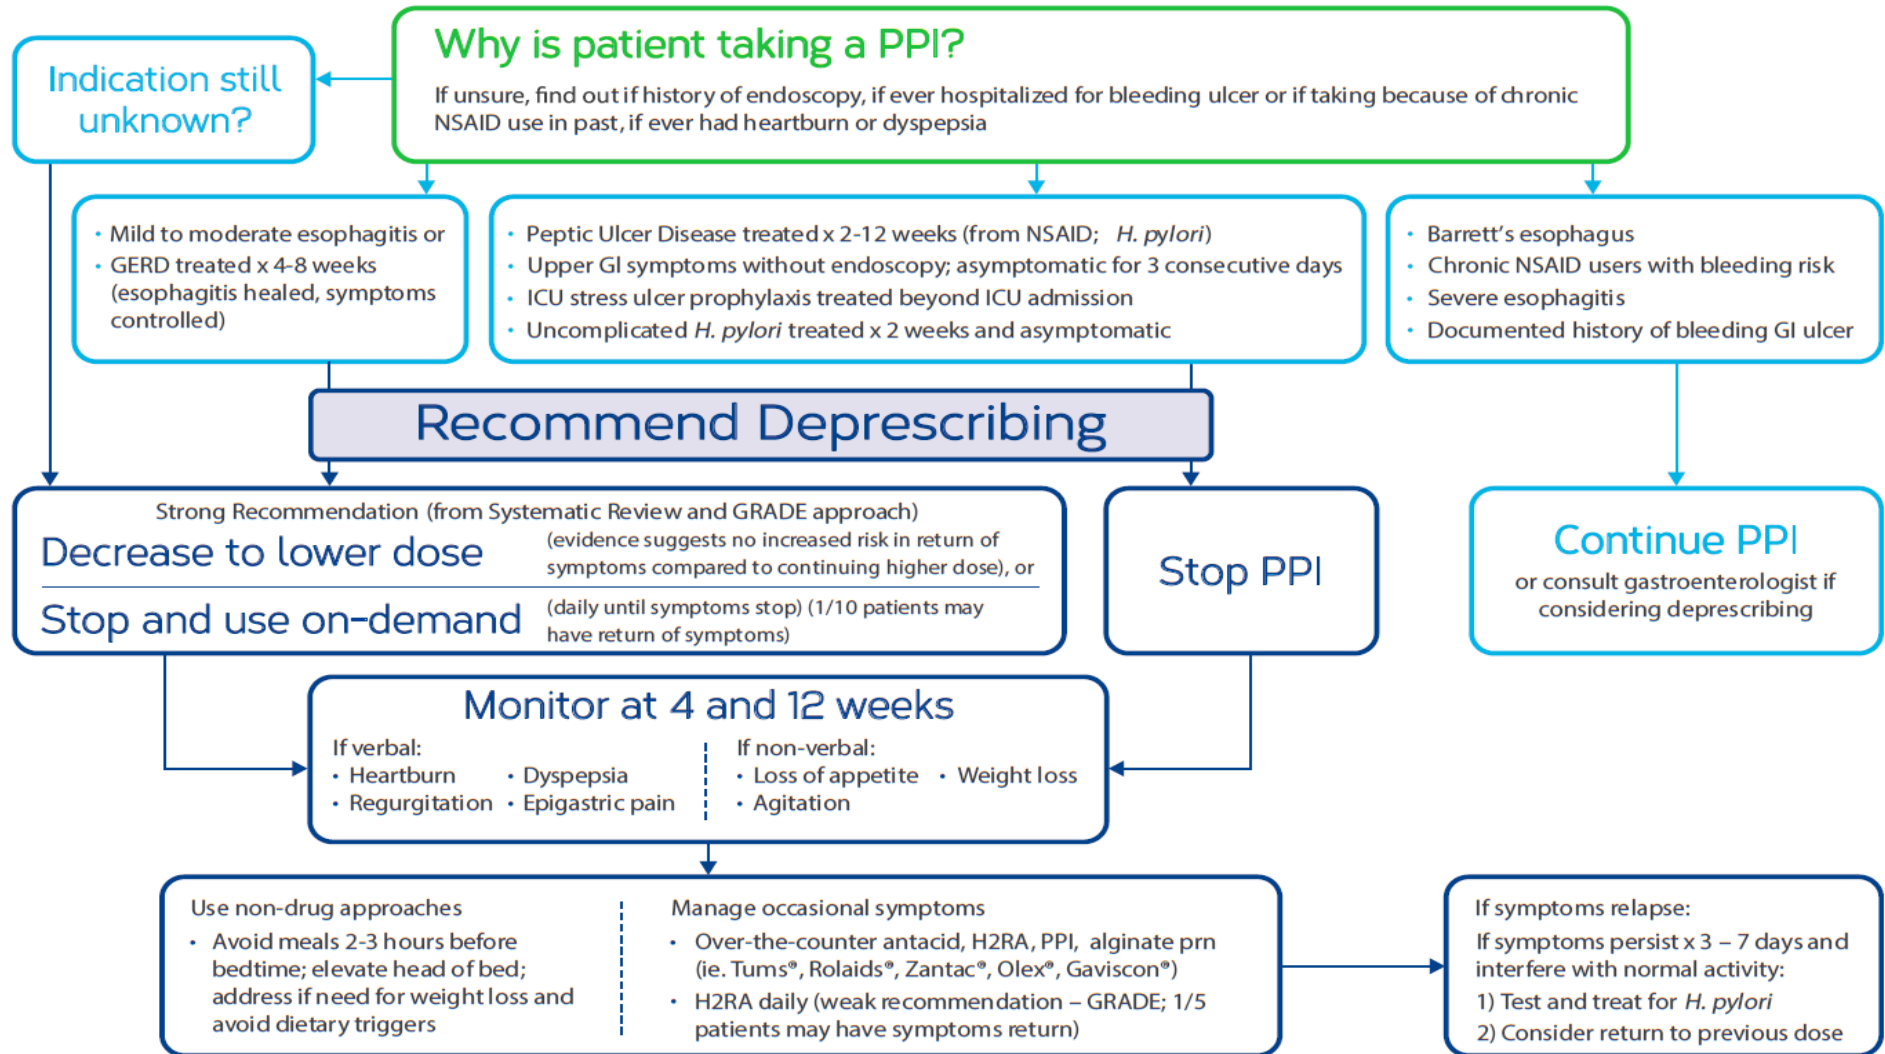 Why is patient taking a PPI?
If unsure, find out if history of endoscopy, if ever hospitalized for bleeding ulcer or if taking because of chronic
NSAID use in past, if ever had heartburn or dyspepsia
Indication still
unknown?
• Mild to moderate esophagitis or
• GERD treated x 4-8 weeks
(esophagitis healed, symptoms
controlled)
• Peptic Ulcer Disease treated x 2-12 weeks (from NSAID; H. pylori)
• Upper GI symptoms without endoscopy; asymptomatic for 3 consecutive days
• ICU stress ulcer prophylaxis treated beyond ICU admission
• Uncomplicated H. pylori treated x 2 weeks and asymptomatic
• Barrett's esophagus
• Chronic NSAID users with bleeding risk
• Severe esophagitis
• Documented history of bleeding GI ulcer
Recommend Deprescribing
Strong Recommendation (from Systematic Review and GRADE approach)
Decrease to lower dose
(evidence suggests no increased risk in return of
symptoms compared to continuing higher dose), or
Stop and use on-demand
(daily until symptoms stop) (1/10 patients may
have return of symptoms)
Stop PPI
Continue PPI
or consult gastroenterologist if
considering deprescribing
Monitor at 4 and 12 weeks
If verbal:
• Heartburn • Dyspepsia
• Regurgitation • Epigastric pain
If non-verbal:
• Loss of appetite • Weight loss
• Agitation
Use non-drug approaches
• Avoid meals 2-3 hours before
bedtime; elevate head of bed;
address if need for weight loss and
avoid dietary triggers
Manage occasional symptoms
• Over-the-counter antacid, H2RA, PPI, alginate prn
(ie. Tums®, Rolaids®, Zantac®, Olex®, Gaviscon®)
• H2RA daily (weak recommendation – GRADE; 1/5
patients may have symptoms return)
If symptoms relapse:
If symptoms persist x 3 – 7 days and
interfere with normal activity:
1) Test and treat for H. pylori
2) Consider return to previous dose